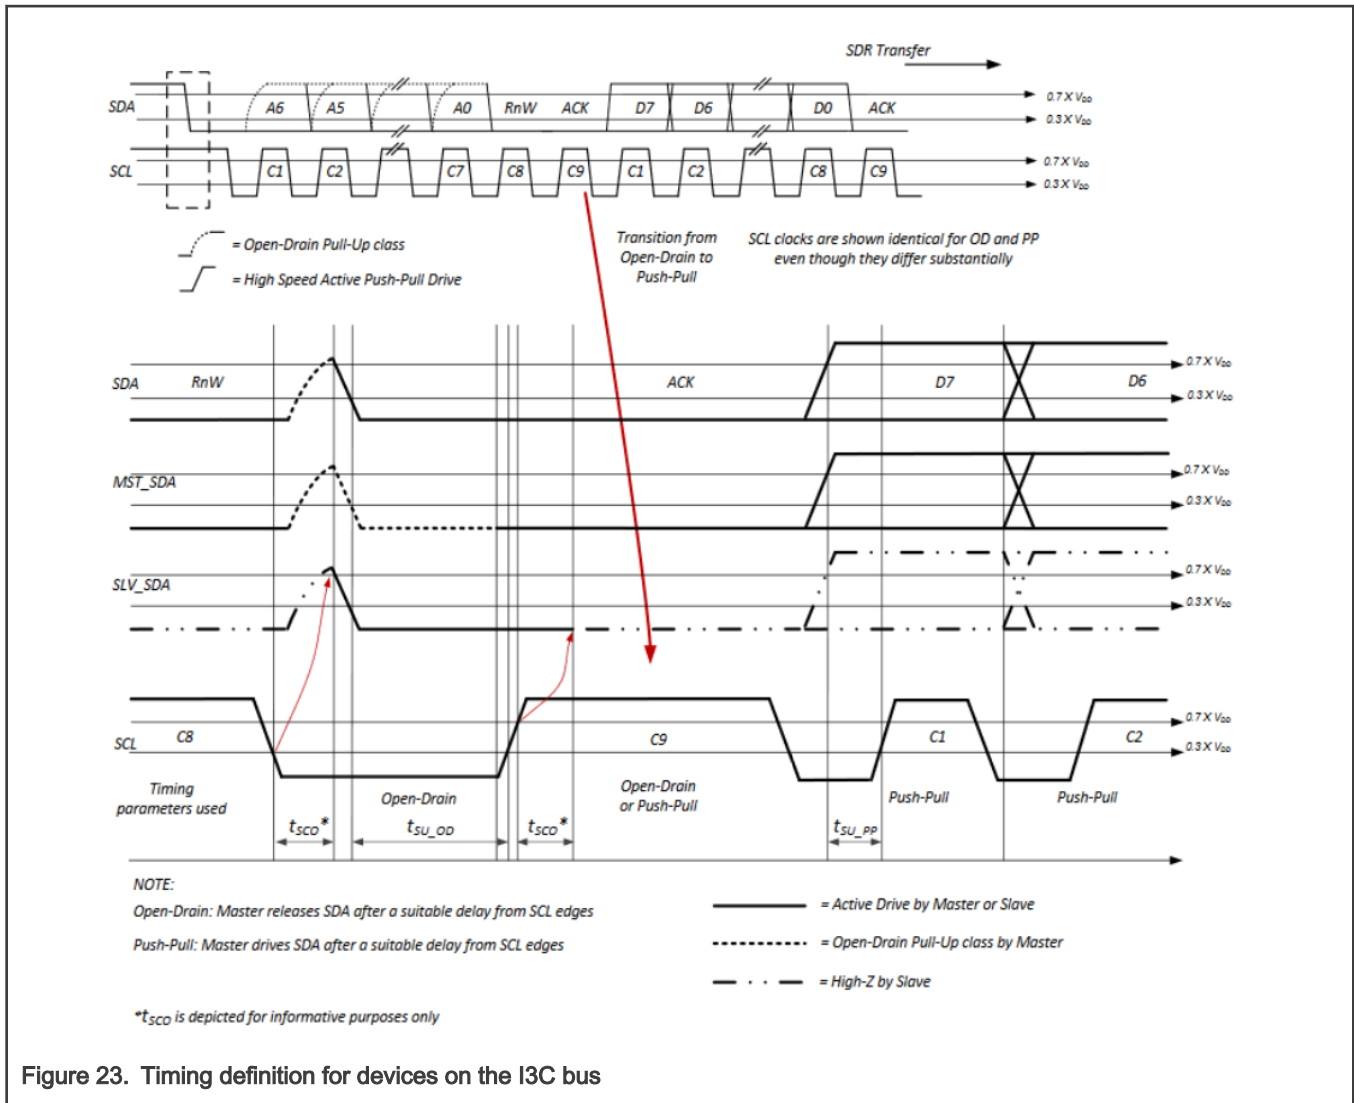 SDR Transfer
SDA A6 A5 A0 RnW ACK D7 D6 D0 ACK 0.7 X VDD
0.3 X VDD
SCL C1 C2 C7 C8 C9 C1 C2 C8 C9 0.7 X VDD
0.3 X VDD
= Open-Drain Pull-Up class
= High Speed Active Push-Pull Drive
Transition from
Open-Drain to
Push-Pull
SCL clocks are shown identical for OD and PP
even though they differ substantially
SDA RnW ACK D7 D6 0.7 X VDD
0.3 X VDD
MST_SDA 0.7 X VDD
0.3 X VDD
SLV_SDA 0.7 X VDD
0.3 X VDD
SCL C8 C9 C1 C2 0.7 X VDD
0.3 X VDD
Timing
parameters used
Open-Drain
Open-Drain
or Push-Pull
Push-Pull
Push-Pull
tSCO* tSU_OD tSCO* tSU_PP
NOTE:
Open-Drain: Master releases SDA after a suitable delay from SCL edges
Push-Pull: Master drives SDA after a suitable delay from SCL edges
= Active Drive by Master or Slave
= Open-Drain Pull-Up class by Master
= High-Z by Slave
*tSCO is depicted for informative purposes only
Figure 23. Timing definition for devices on the I3C bus